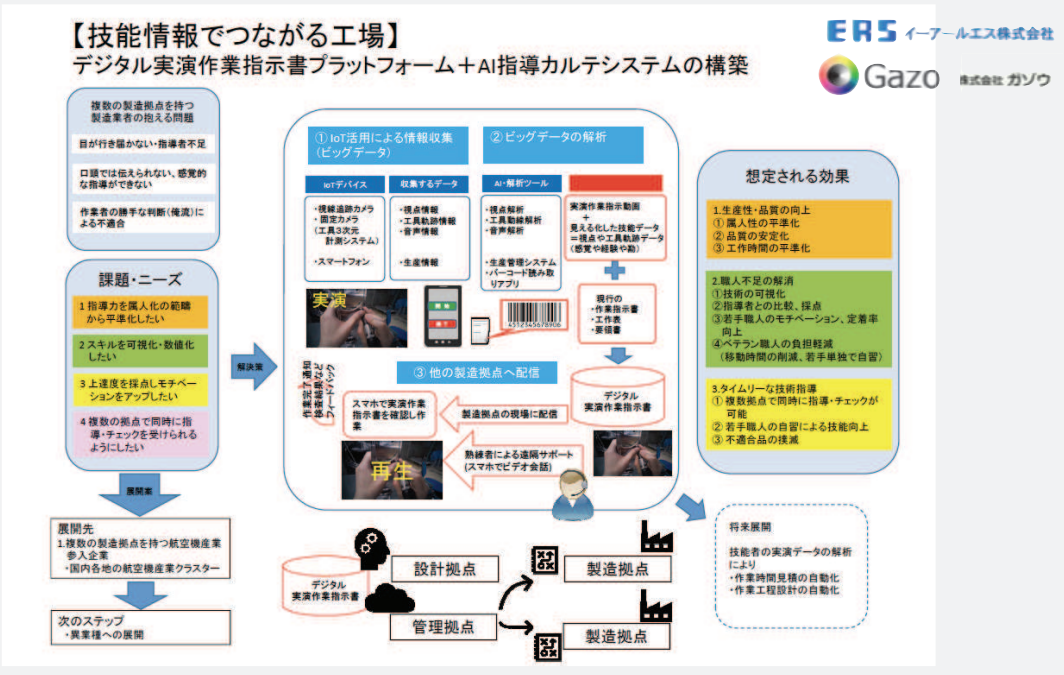 【技能情報でつながる工場】
デジタル実演作業指示書プラットフォーム＋AI指導カルテシステムの構築
ERS イーアールエス株式会社
Gazo 株式会社 ガゾウ
複数の製造拠点を持つ
製造業者の抱える問題
目が行き届かない・指導者不足
口頭では伝えられない、感覚的
な指導ができない
作業者の勝手な判断(俺流)に
よる不適合
課題・ニーズ
1 指導力を属人化の範疇
から平準化したい
2 スキルを可視化・数値化
したい
3 上達度を採点しモチベー
ションをアップしたい
4 複数の拠点で同時に指
導・チェックを受けられる
ようにしたい
展開案
展開先
1.複数の製造拠点を持つ航空機産業
参入企業
・国内各地の航空機産業クラスター
次のステップ
・異業種への展開
解決策
① IoT活用による情報収集
(ビッグデータ)
② ビッグデータの解析
IoTデバイス
・視線追跡カメラ
・固定カメラ
(工具3次元
計測システム)
・スマートフォン
収集するデータ
・視点情報
・工具軌跡情報
・音声情報
・生産情報
AI・解析ツール
・視点解析
・工具動線解析
・音声解析
・生産管理システム
・バーコード読み取
りアプリ
実演作業指示動画
＋
見える化した技能データ
＝視点や工具軌跡データ
(感覚や経験や勘)
現行の
・作業指示書
・工作表
・要領書
実演
4512345678906
③ 他の製造拠点へ配信
作業完了通知
検査結果など
フィードバック
スマホで実演作業
指示書を確認し作
業
製造拠点の現場に配信
デジタル
実演作業指示書
熟練者による遠隔サポート
(スマホでビデオ会話)
再生
デジタル
実演作業指示書
設計拠点
管理拠点
製造拠点
製造拠点
想定される効果
1.生産性・品質の向上
① 属人性の平準化
② 品質の安定化
③ 工作時間の平準化
2.職人不足の解消
①技術の可視化
②指導者との比較、採点
③若手職人のモチベーション、定着率
向上
④ベテラン職人の負担軽減
(移動時間の削減、若手単独で自習)
3.タイムリーな技術指導
① 複数拠点で同時に指導・チェックが
可能
② 若手職人の自習による技能向上
③ 不適合品の撲滅
将来展開
技能者の実演データの解析
により
・作業時間見積の自動化
・作業工程設計の自動化